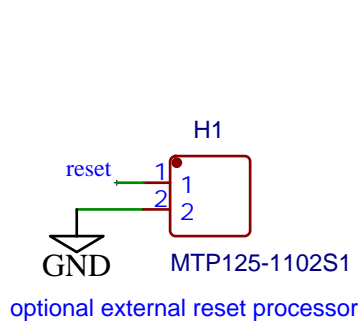 H1
reset 1 1
2 2
GND
MTP125-1102S1
optional external reset processor